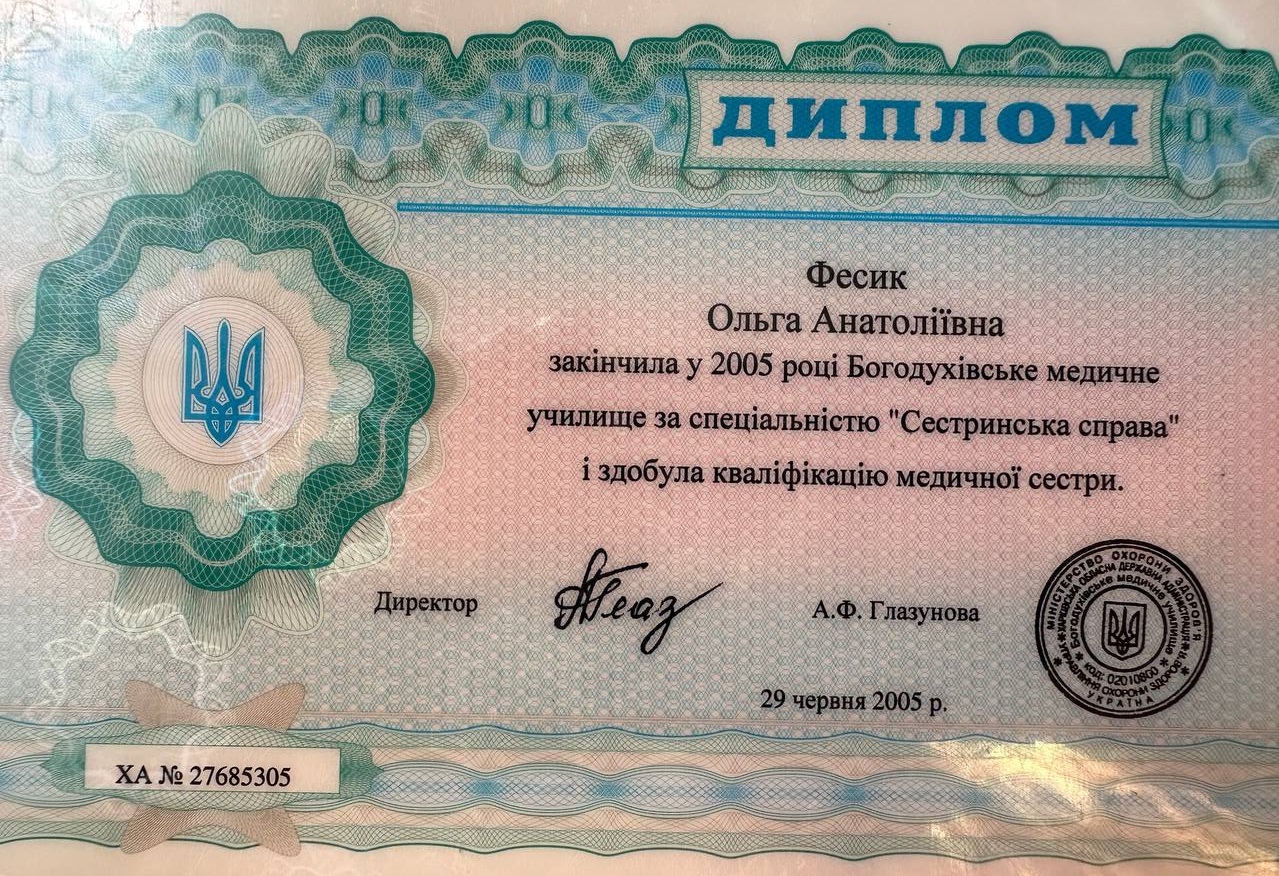 ДИПЛОМ
Фесик
Ольга Анатоліївна
закінчила у 2005 році Богодухівське медичне
училище за спеціальністю "Сестринська справа"
і здобула кваліфікацію медичної сестри.
Директор А.Ф. Глазунова
МІНІСТЕРСТВО ОХОРОНИ ЗДОРОВ'Я
УКРАЇНА
ХАРКІВСЬКА ОБЛАСНА ДЕРЖАВНА АДМІНІСТРАЦІЯ
УПРАВЛІННЯ ОХОРОНИ ЗДОРОВ'Я
Богодухівське медичне училище
код: 02010800
29 червня 2005 р.
ХА № 27685305